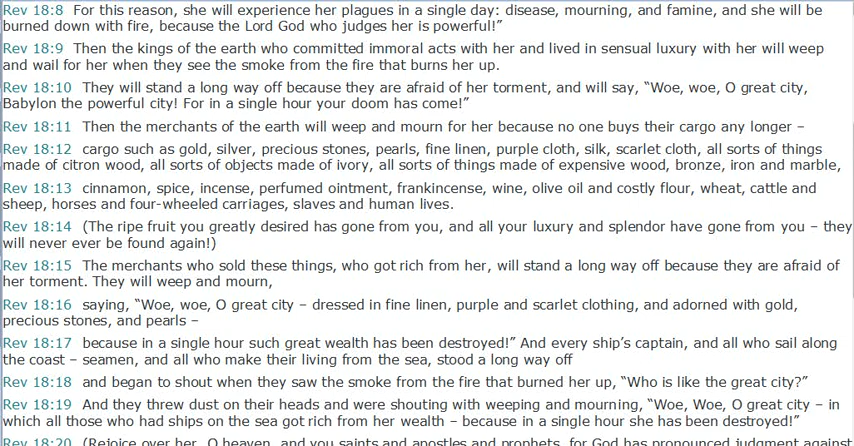 Rev 18:8 For this reason, she will experience her plagues in a single day: disease, mourning, and famine, and she will be
burned down with fire, because the Lord God who judges her is powerful!”
Rev 18:9 Then the kings of the earth who committed immoral acts with her and lived in sensual luxury with her will weep
and wail for her when they see the smoke from the fire that burns her up.
Rev 18:10 They will stand a long way off because they are afraid of her torment, and will say, “Woe, woe, O great city,
Babylon the powerful city! For in a single hour your doom has come!”
Rev 18:11 Then the merchants of the earth will weep and mourn for her because no one buys their cargo any longer –
Rev 18:12 cargo such as gold, silver, precious stones, pearls, fine linen, purple cloth, silk, scarlet cloth, all sorts of things
made of citron wood, all sorts of objects made of ivory, all sorts of things made of expensive wood, bronze, iron and marble,
Rev 18:13 cinnamon, spice, incense, perfumed ointment, frankincense, wine, olive oil and costly flour, wheat, cattle and
sheep, horses and four-wheeled carriages, slaves and human lives.
Rev 18:14 (The ripe fruit you greatly desired has gone from you, and all your luxury and splendor have gone from you – they
will never ever be found again!)
Rev 18:15 The merchants who sold these things, who got rich from her, will stand a long way off because they are afraid of
her torment. They will weep and mourn,
Rev 18:16 saying, “Woe, woe, O great city – dressed in fine linen, purple and scarlet clothing, and adorned with gold,
precious stones, and pearls –
Rev 18:17 because in a single hour such great wealth has been destroyed!” And every ship’s captain, and all who sail along
the coast – seamen, and all who make their living from the sea, stood a long way off
Rev 18:18 and began to shout when they saw the smoke from the fire that burned her up, “Who is like the great city?”
Rev 18:19 And they threw dust on their heads and were shouting with weeping and mourning, “Woe, Woe, O great city – in
which all those who had ships on the sea got rich from her wealth – because in a single hour she has been destroyed!”
Rev 18:20 (Rejoice over her, O heaven, and you saints and apostles and prophets, for God has pronounced judgment against